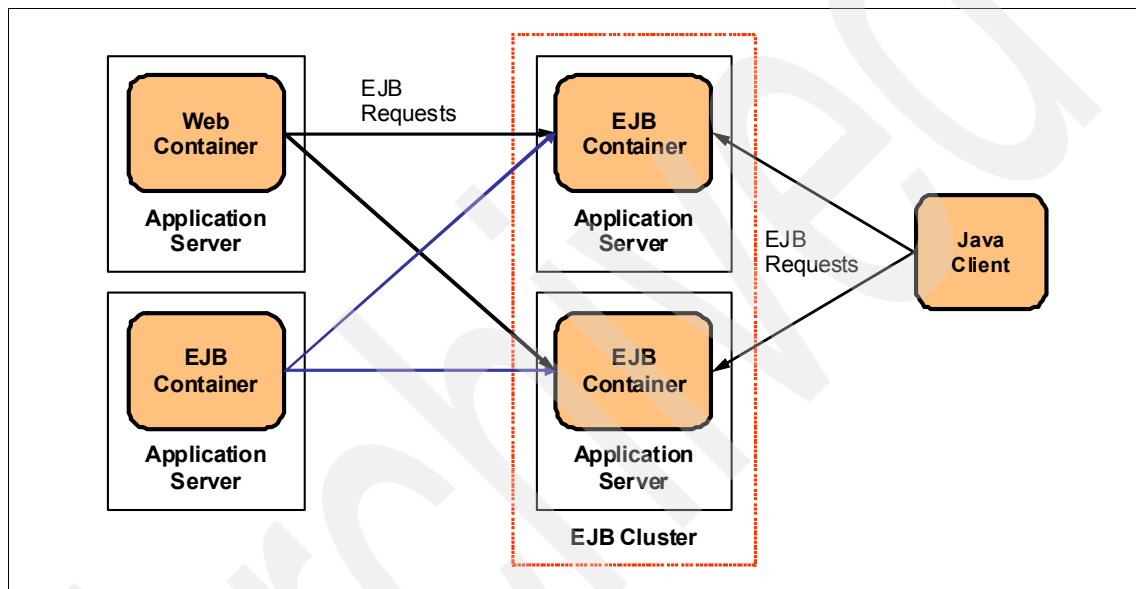 Web
Container
Application
Server
EJB
Requests
EJB
Container
Application
Server
EJB
Container
Application
Server
EJB
Container
Application
Server
EJB Cluster
EJB
Requests
Java
Client